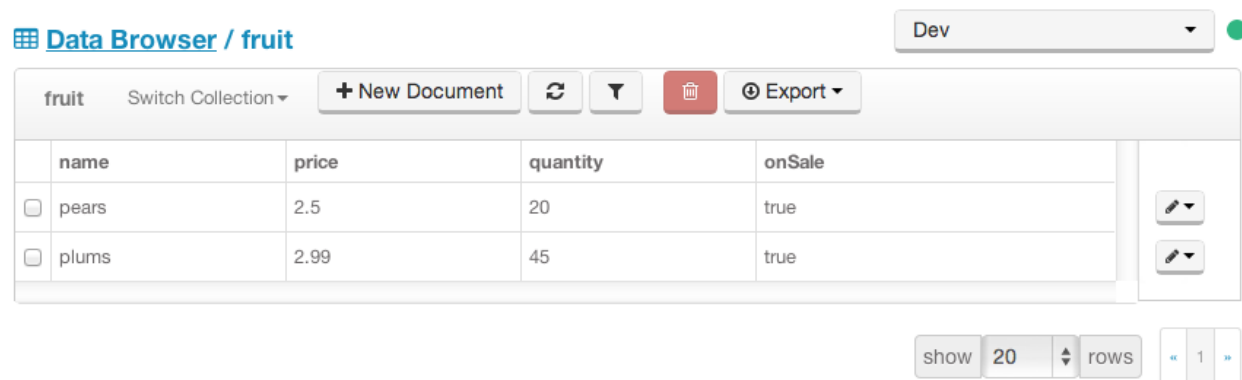 Data Browser / fruit
Dev
fruit Switch Collection New Document Export
name price quantity onSale
pears 2.5 20 true
plums 2.99 45 true
show 20 rows « 1 »